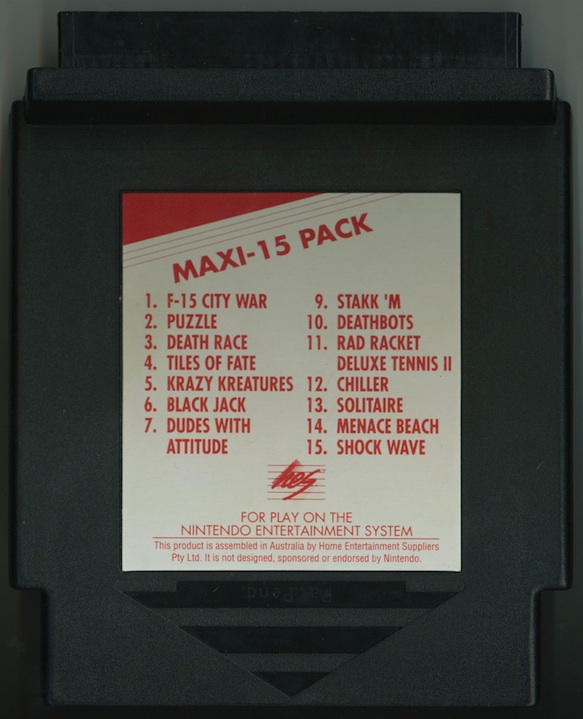 MAXI-15 PACK
1. F-15 CITY WAR
2. PUZZLE
3. DEATH RACE
4. TILES OF FATE
5. KRAZY KREATURES
6. BLACK JACK
7. DUDES WITH
ATTITUDE
9. STAKK 'M
10. DEATHBOTS
11. RAD RACKET
DELUXE TENNIS II
12. CHILLER
13. SOLITAIRE
14. MENACE BEACH
15. SHOCK WAVE
hes
FOR PLAY ON THE
NINTENDO ENTERTAINMENT SYSTEM
This product is assembled in Australia by Home Entertainment Suppliers
Pty Ltd. It is not designed, sponsored or endorsed by Nintendo.
Pat.Pend